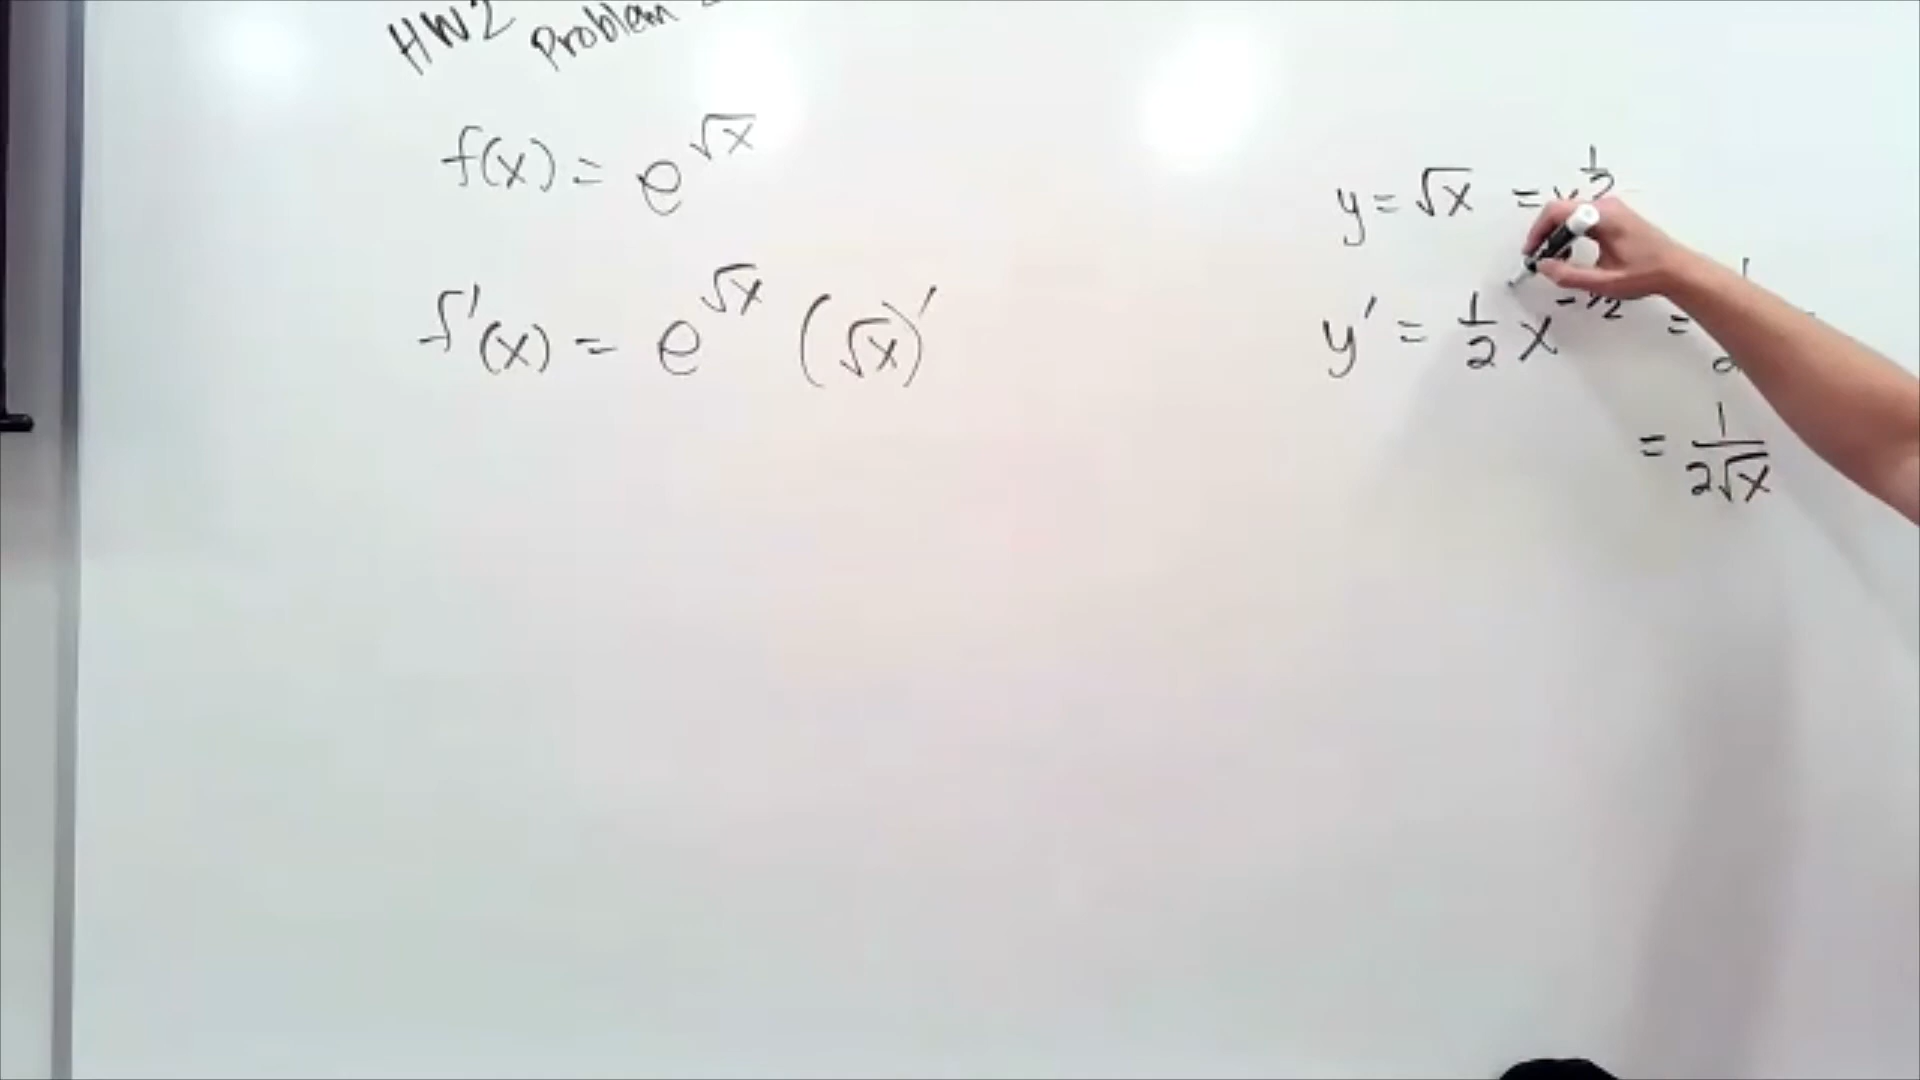 HW2 Problem
f(x) = e^√x
f'(x) = e^√x (√x)'
y = √x = x^1/2
y' = 1/2 x^-1/2 =
= 1/(2√x)